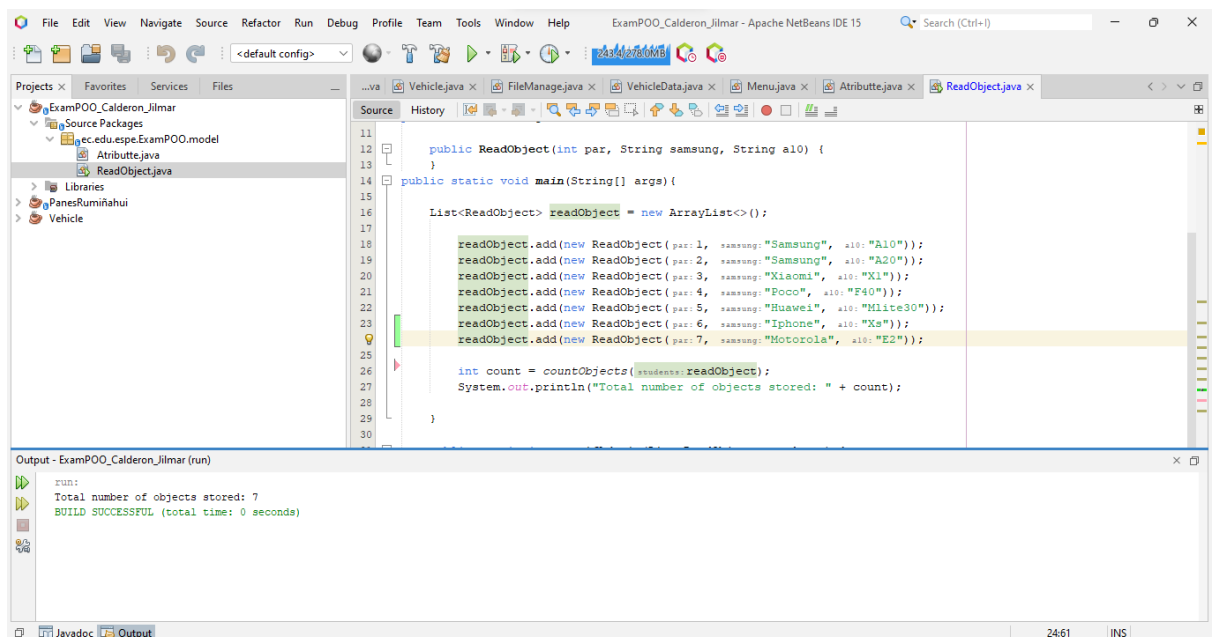 File Edit View Navigate Source Refactor Run Debug Profile Team Tools Window Help ExamPOO_Calderon_Jilmar - Apache NetBeans IDE 15 Search (Ctrl+I)
<default config> 243.4/278.0MB
Projects Favorites Services Files
...va Vehicle.java FileManage.java VehicleData.java Menu.java Atributte.java ReadObject.java
ExamPOO_Calderon_Jilmar
Source Packages
ec.edu.espe.ExamPOO.model
Atributte.java
ReadObject.java
Libraries
PanesRumiñahui
Vehicle
Source History
11
12 public ReadObject(int par, String samsung, String a10) {
13 }
14 public static void main(String[] args){
15
16 List<ReadObject> readObject = new ArrayList<>();
17
18 readObject.add(new ReadObject( par: 1, samsung: "Samsung", a10: "A10"));
19 readObject.add(new ReadObject( par: 2, samsung: "Samsung", a10: "A20"));
20 readObject.add(new ReadObject( par: 3, samsung: "Xiaomi", a10: "X1"));
21 readObject.add(new ReadObject( par: 4, samsung: "Poco", a10: "F40"));
22 readObject.add(new ReadObject( par: 5, samsung: "Huawei", a10: "Mlite30"));
23 readObject.add(new ReadObject( par: 6, samsung: "Iphone", a10: "Xs"));
readObject.add(new ReadObject( par: 7, samsung: "Motorola", a10: "E2"));
25
26 int count = countObjects( students: readObject);
27 System.out.println("Total number of objects stored: " + count);
28
29 }
30
Output - ExamPOO_Calderon_Jilmar (run)
run:
Total number of objects stored: 7
BUILD SUCCESSFUL (total time: 0 seconds)
Javadoc Output 24:61 INS